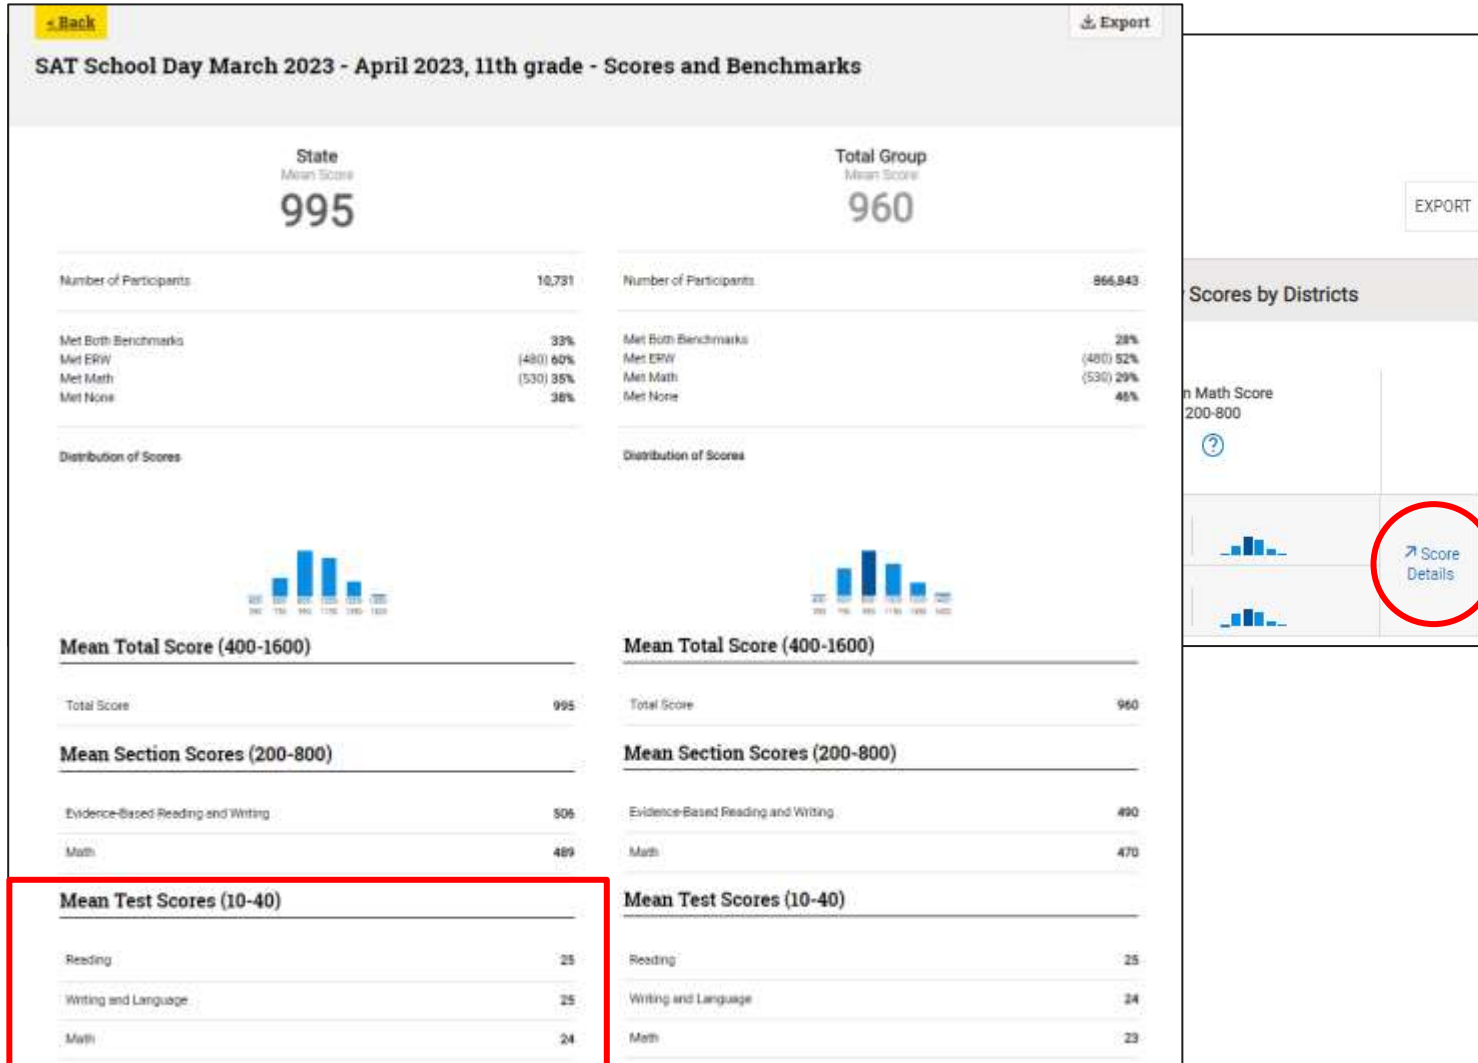 < Back
Export
SAT School Day March 2023 - April 2023, 11th grade - Scores and Benchmarks
State
Mean Score
995
Number of Participants 10,731
Met Both Benchmarks 33%
Met ERW (480) 60%
Met Math (530) 35%
Met None 38%
Distribution of Scores
Mean Total Score (400-1600)
Total Score 995
Mean Section Scores (200-800)
Evidence-Based Reading and Writing 506
Math 489
Mean Test Scores (10-40)
Reading 25
Writing and Language 25
Math 24
Total Group
Mean Score
960
Number of Participants 866,843
Met Both Benchmarks 28%
Met ERW (480) 52%
Met Math (530) 29%
Met None 46%
Distribution of Scores
Mean Total Score (400-1600)
Total Score 960
Mean Section Scores (200-800)
Evidence-Based Reading and Writing 490
Math 470
Mean Test Scores (10-40)
Reading 25
Writing and Language 24
Math 23
EXPORT
Scores by Districts
n Math Score
200-800
?
Score
Details